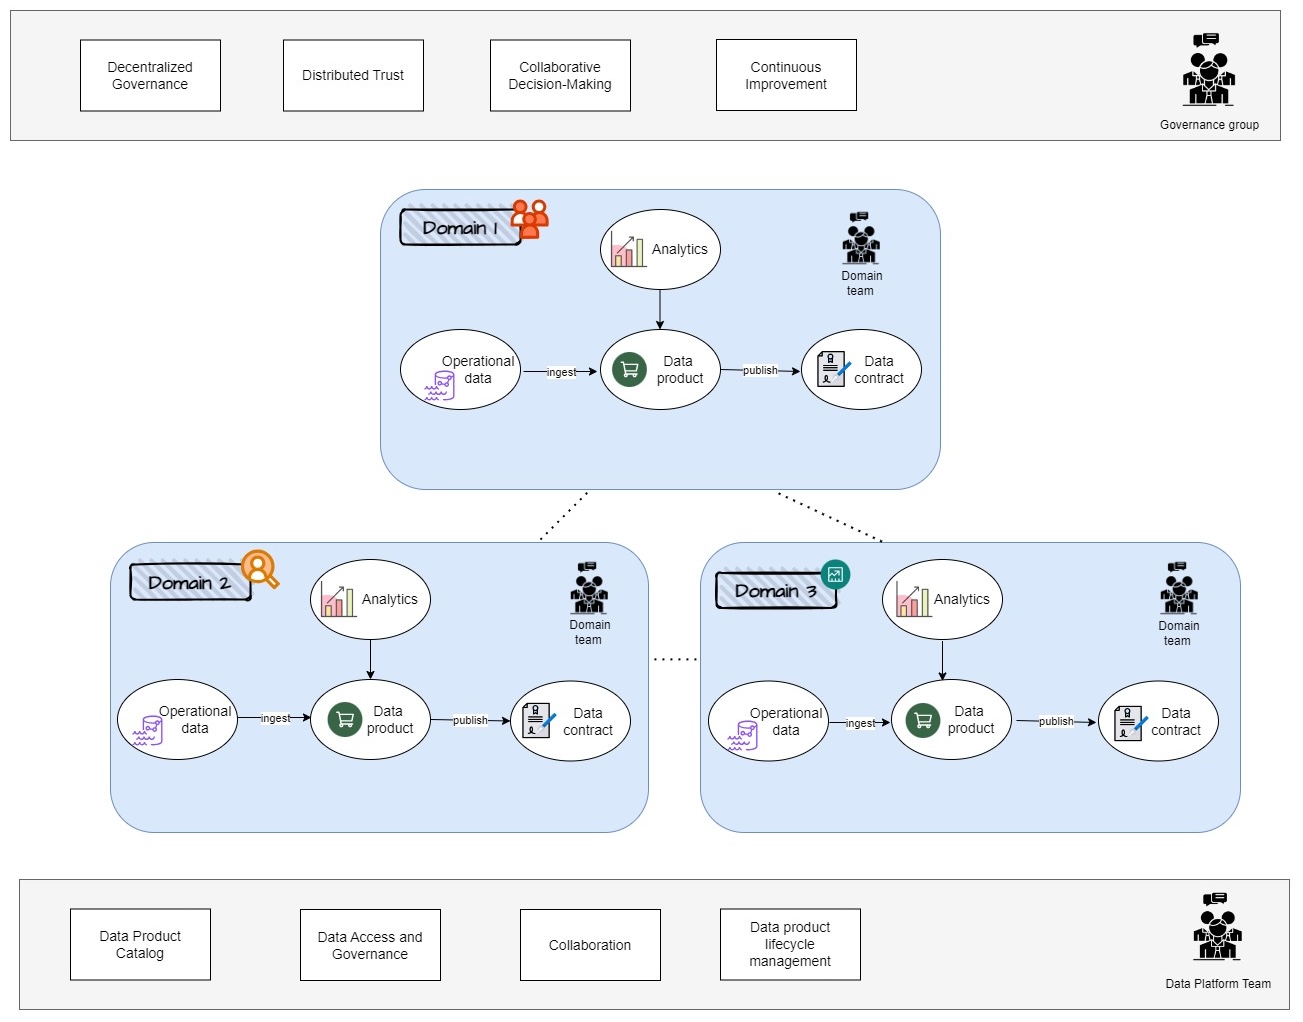 Decentralized
Governance
Distributed Trust
Collaborative
Decision-Making
Continuous
Improvement
Governance group
Domain 1
Analytics
Domain
team
Operational
data
ingest
Data
product
publish
Data
contract
Domain 2
Analytics
Domain
team
Operational
data
ingest
Data
product
publish
Data
contract
Domain 3
Analytics
Domain
team
Operational
data
ingest
Data
product
publish
Data
contract
Data Product
Catalog
Data Access and
Governance
Collaboration
Data product
lifecycle
management
Data Platform Team